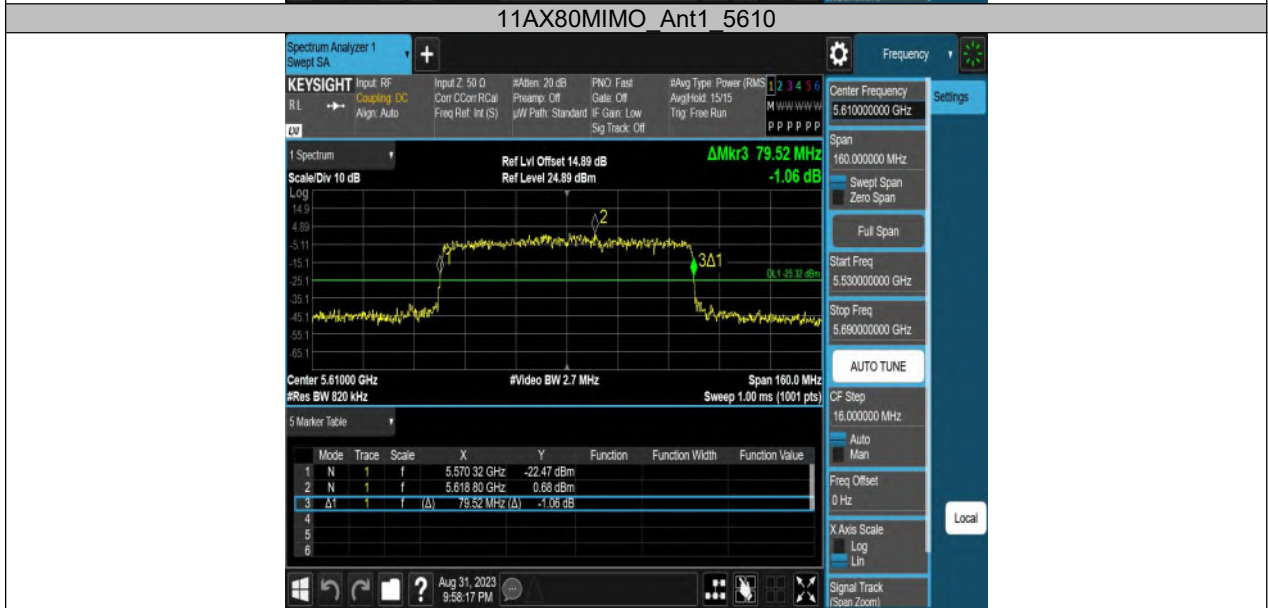 11AX80MIMO_Ant1_5610
Spectrum Analyzer 1
Swept SA
+
Frequency
KEYSIGHT
Input: RF
Coupling: DC
Align: Auto
Input Z: 50 Ω
Corr CCorr RCal
Freq Ref: Int (S)
#Atten: 20 dB
Preamp: Off
µW Path: Standard
PNO: Fast
Gate: Off
IF Gain: Low
Sig Track: Off
#Avg Type: Power (RMS
Avg|Hold: 15/15
Trig: Free Run
1 2 3 4 5 6
M W W W W W
P P P P P P
RL
LXI
1 Spectrum
Scale/Div 10 dB
Ref Lvl Offset 14.89 dB
Ref Level 24.89 dBm
ΔMkr3 79.52 MHz
-1.06 dB
Log
14.9
4.89
-5.11
-15.1
-25.1
-35.1
-45.1
-55.1
-65.1
1
2
3Δ1
DL1 -25.32 dBm
Center 5.61000 GHz
#Res BW 820 kHz
#Video BW 2.7 MHz
Span 160.0 MHz
Sweep 1.00 ms (1001 pts)
5 Marker Table
Mode Trace Scale X Y Function Function Width Function Value
1 N 1 f 5.570 32 GHz -22.47 dBm
2 N 1 f 5.618 80 GHz 0.68 dBm
3 Δ1 1 f (Δ) 79.52 MHz (Δ) -1.06 dB
4
5
6
?
Aug 31, 2023
9:58:17 PM
Center Frequency
5.610000000 GHz
Settings
Span
160.000000 MHz
Swept Span
Zero Span
Full Span
Start Freq
5.530000000 GHz
Stop Freq
5.690000000 GHz
AUTO TUNE
CF Step
16.000000 MHz
Auto
Man
Freq Offset
0 Hz
X Axis Scale
Log
Lin
Local
Signal Track
(Span Zoom)